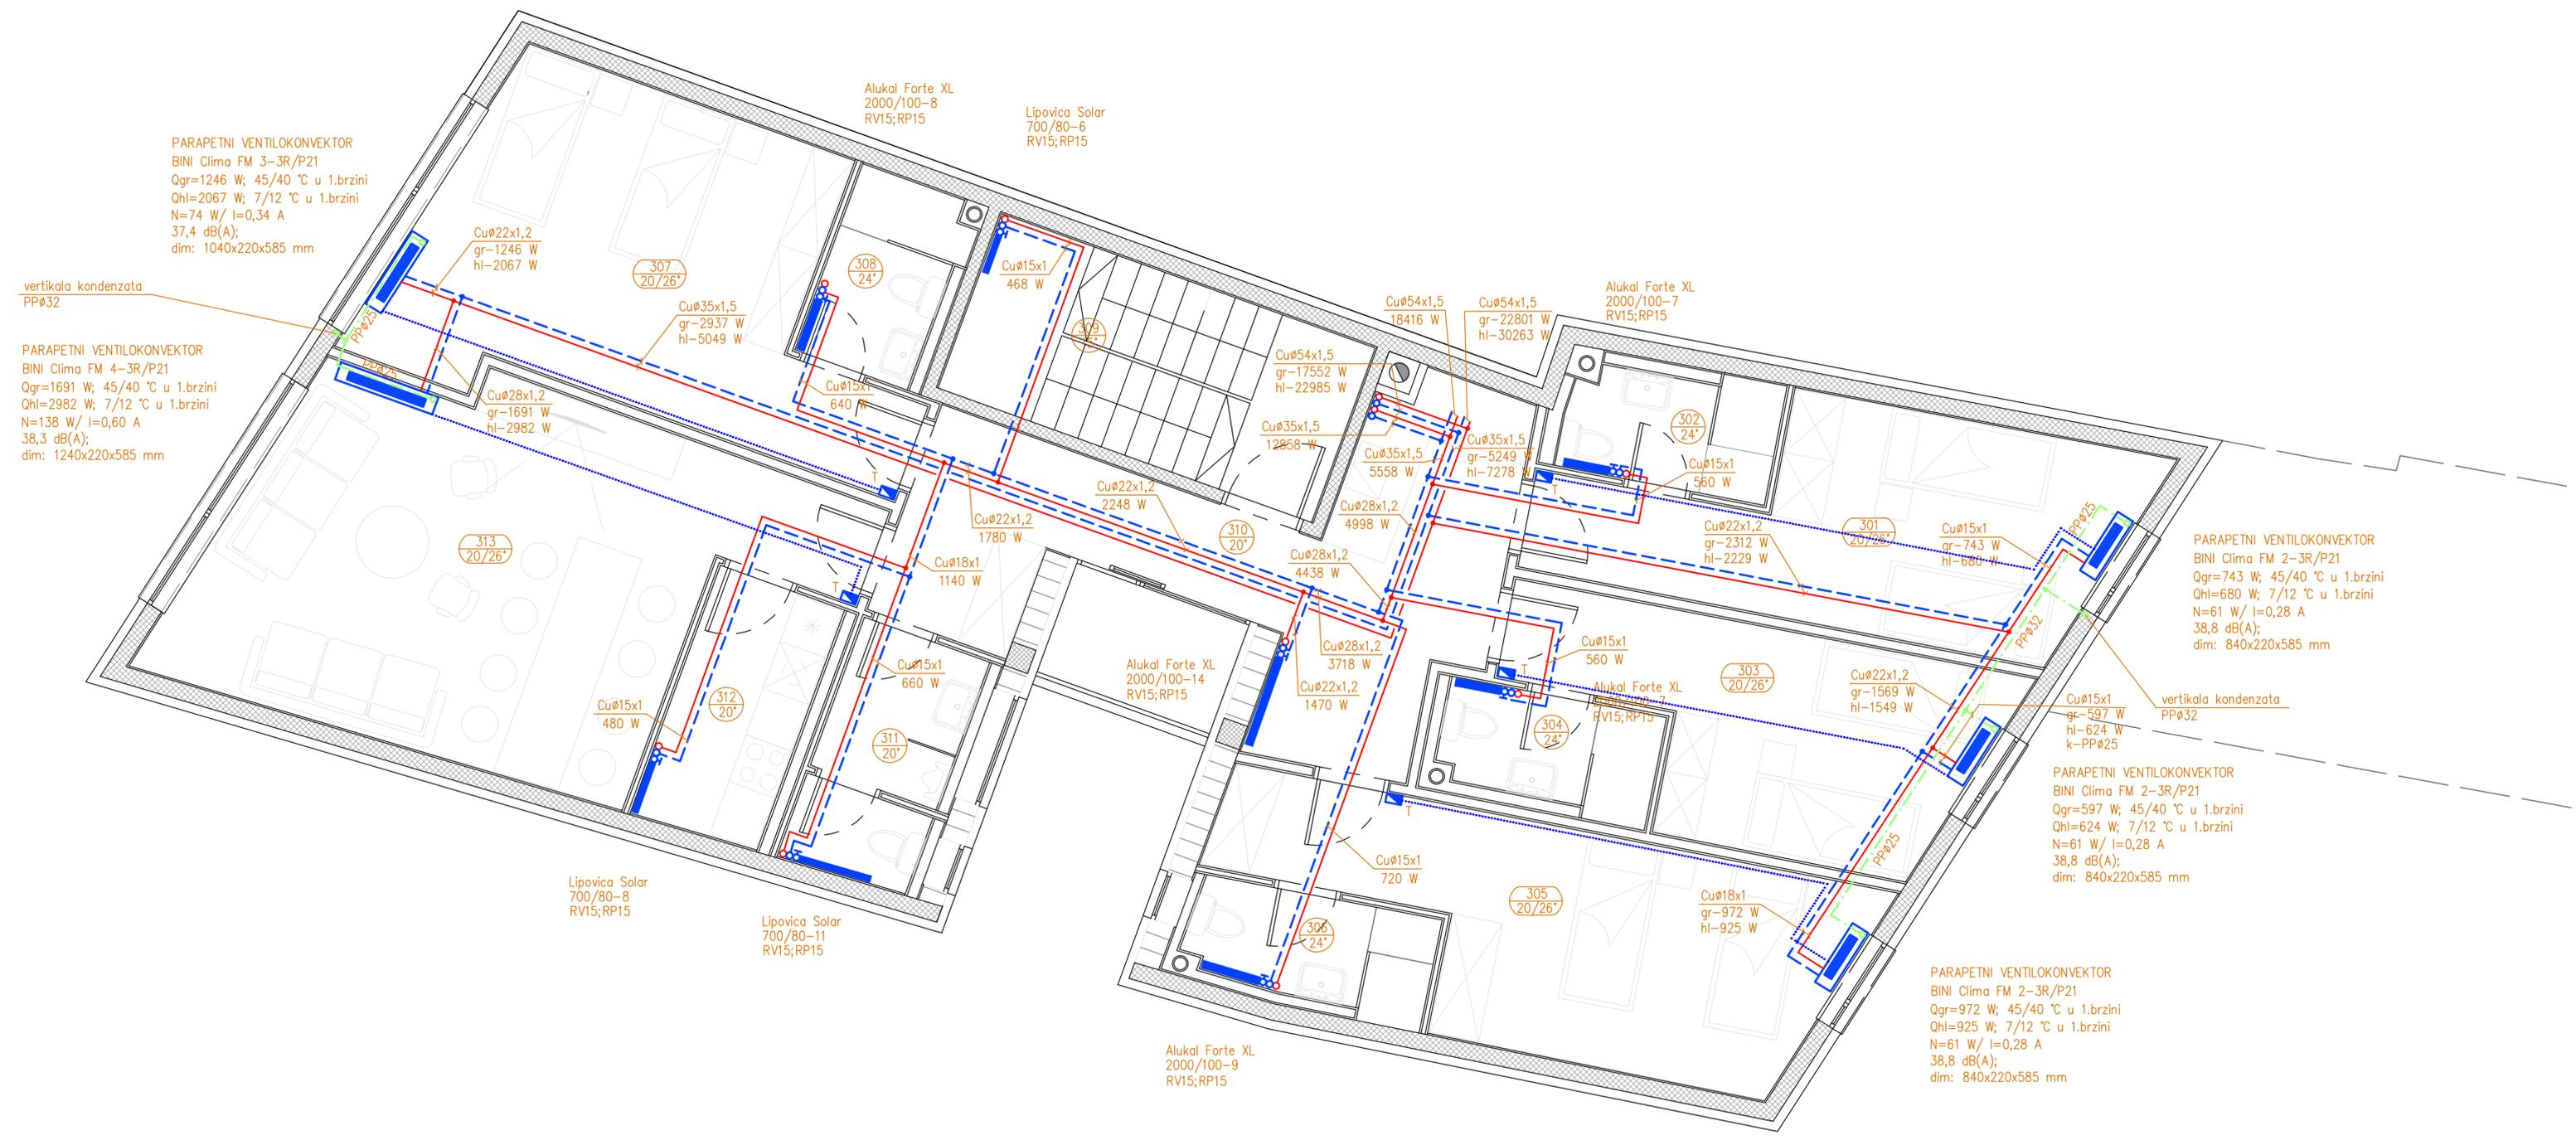 Alukal Forte XL
2000/100-8
RV15;RP15
Lipovica Solar
700/80-6
RV15;RP15
PARAPETNI VENTILOKONVEKTOR
BINI Clima FM 3-3R/P21
Qgr=1246 W; 45/40 °C u 1.brzini
Qhl=2067 W; 7/12 °C u 1.brzini
N=74 W/ I=0,34 A
37,4 dB(A);
dim: 1040x220x585 mm
Cuø22x1,2
gr-1246 W
hl-2067 W
vertikala kondenzata
PPø32
PPø25
PPø25
PARAPETNI VENTILOKONVEKTOR
BINI Clima FM 4-3R/P21
Qgr=1691 W; 45/40 °C u 1.brzini
Qhl=2982 W; 7/12 °C u 1.brzini
N=138 W/ I=0,60 A
38,3 dB(A);
dim: 1240x220x585 mm
307
20/26°
308
24°
Cuø35x1,5
gr-2937 W
hl-5049 W
Cuø28x1,2
gr-1691 W
hl-2982 W
Cuø15x1
640 W
Cuø15x1
468 W
309
Cuø54x1,5
18416 W
Cuø54x1,5
gr-22801 W
hl-30263 W
Alukal Forte XL
2000/100-7
RV15;RP15
Cuø54x1,5
gr-17552 W
hl-22985 W
Cuø35x1,5
12858 W
Cuø35x1,5
5558 W
Cuø35x1,5
gr-5249 W
hl-7278 W
302
24°
Cuø15x1
560 W
T
T
Cuø22x1,2
2248 W
Cuø22x1,2
1780 W
310
20°
Cuø28x1,2
4998 W
Cuø28x1,2
4438 W
Cuø22x1,2
gr-2312 W
hl-2229 W
301
20/26°
Cuø15x1
gr-743 W
hl-680 W
PPø25
PARAPETNI VENTILOKONVEKTOR
BINI Clima FM 2-3R/P21
Qgr=743 W; 45/40 °C u 1.brzini
Qhl=680 W; 7/12 °C u 1.brzini
N=61 W/ I=0,28 A
38,8 dB(A);
dim: 840x220x585 mm
313
20/26°
T
Cuø18x1
1140 W
Cuø28x1,2
3718 W
Cuø22x1,2
1470 W
Cuø15x1
560 W
T
303
20/26°
PPø32
Cuø22x1,2
gr-1569 W
hl-1549 W
Cuø15x1
gr-597 W
hl-624 W
k-PPø25
vertikala kondenzata
PPø32
Alukal Forte XL
2000/100-14
RV15;RP15
Alukal Forte XL
RV15;RP15
304
24°
Cuø15x1
660 W
Cuø15x1
480 W
312
20°
311
20°
T
PARAPETNI VENTILOKONVEKTOR
BINI Clima FM 2-3R/P21
Qgr=597 W; 45/40 °C u 1.brzini
Qhl=624 W; 7/12 °C u 1.brzini
N=61 W/ I=0,28 A
38,8 dB(A);
dim: 840x220x585 mm
PPø25
Cuø15x1
720 W
305
20/26°
Cuø18x1
gr-972 W
hl-925 W
306
24°
Lipovica Solar
700/80-8
RV15;RP15
Lipovica Solar
700/80-11
RV15;RP15
PARAPETNI VENTILOKONVEKTOR
BINI Clima FM 2-3R/P21
Qgr=972 W; 45/40 °C u 1.brzini
Qhl=925 W; 7/12 °C u 1.brzini
N=61 W/ I=0,28 A
38,8 dB(A);
dim: 840x220x585 mm
Alukal Forte XL
2000/100-9
RV15;RP15